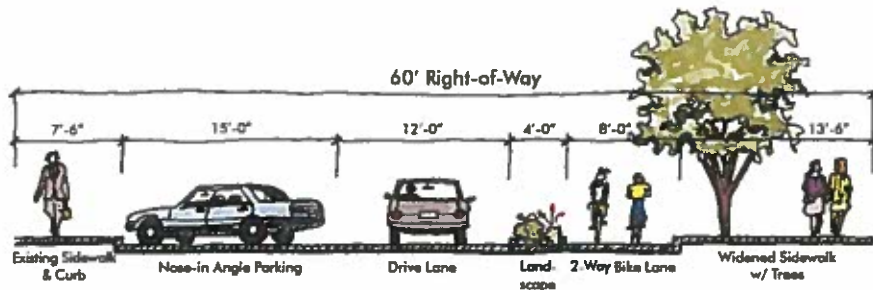 60' Right-of-Way
7'-6" 15'-0" 12'-0" 4'-0" 8'-0" 13'-6"
Existing Sidewalk
& Curb
Nose-in Angle Parking
Drive Lane
Land-
scape
2-Way Bike Lane
Widened Sidewalk
w/ Trees